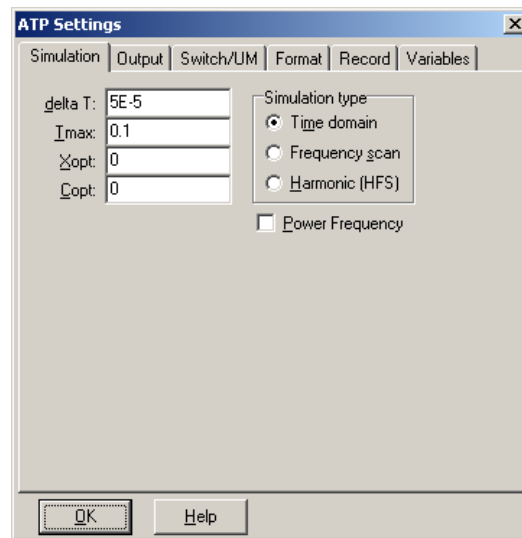 ATP Settings
Simulation Output Switch/UM Format Record Variables
delta T: 5E-5
Tmax: 0.1
Xopt: 0
Copt: 0
Simulation type
Time domain
Frequency scan
Harmonic (HFS)
Power Frequency
OK Help